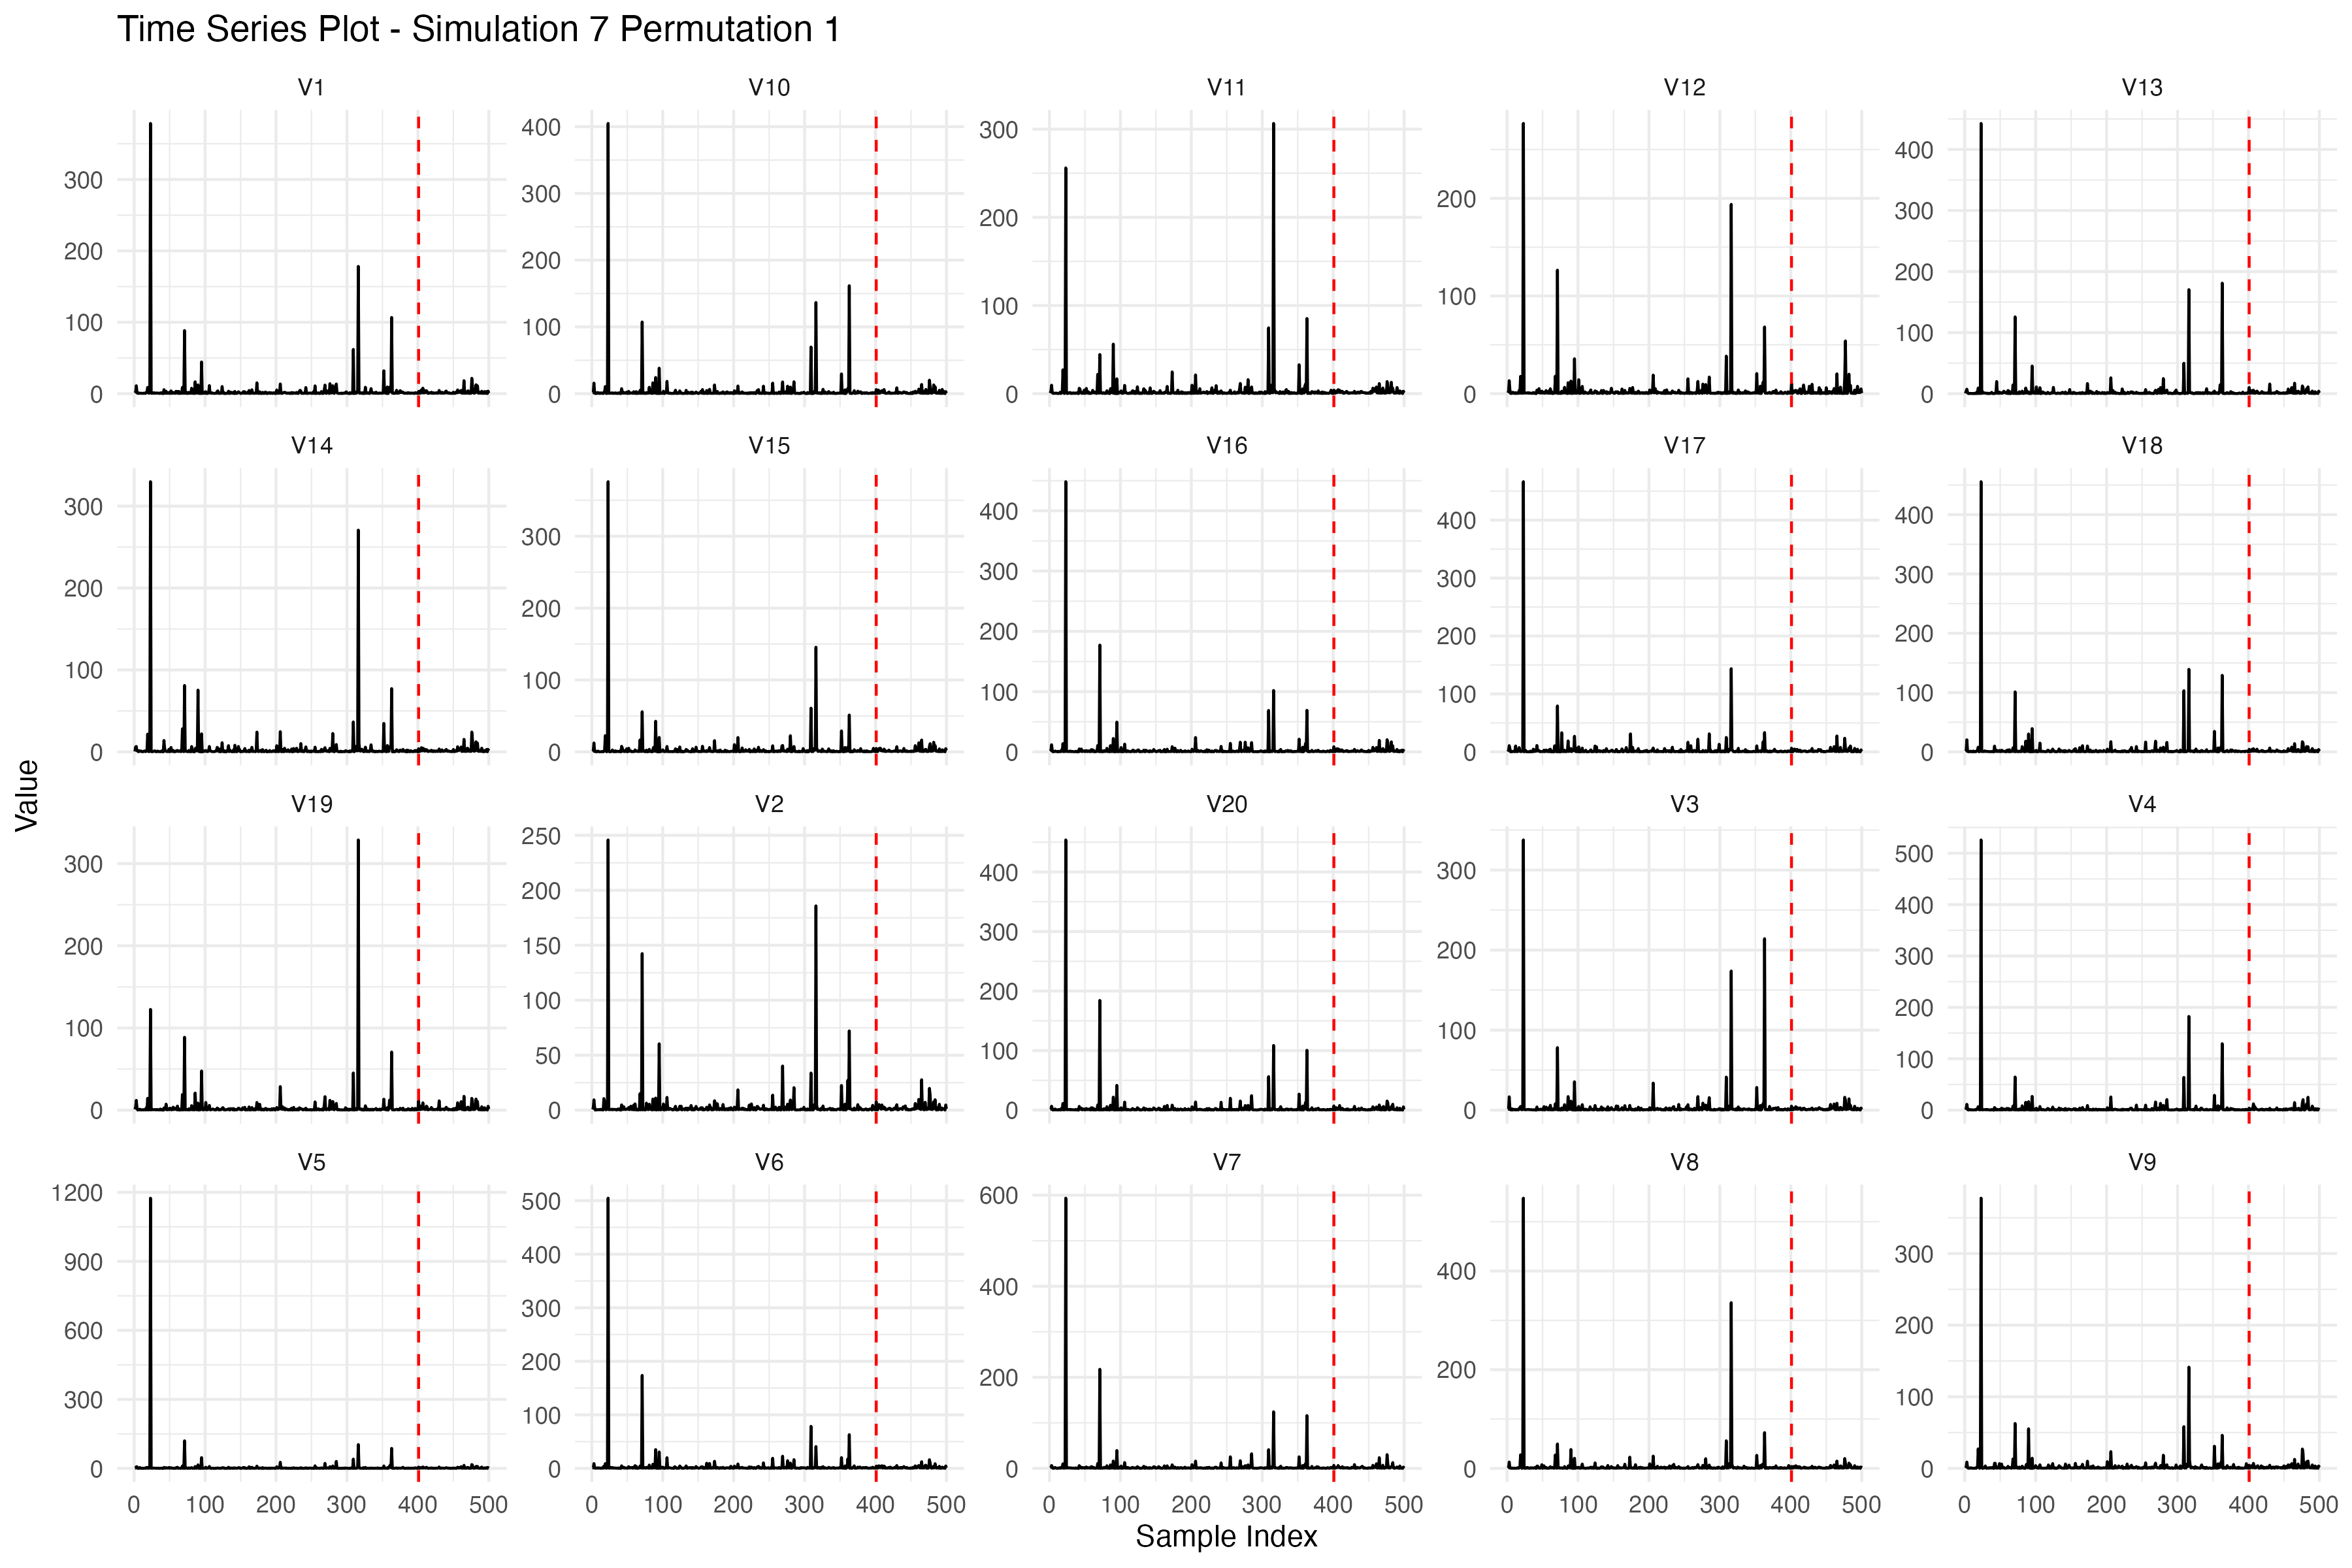 Time Series Plot - Simulation 7 Permutation 1
V1 V10 V11 V12 V13
300 200 100 0
400 300 200 100 0
300 200 100 0
200 100 0
400 300 200 100 0
V14 V15 V16 V17 V18
300 200 100 0
300 200 100 0
400 300 200 100 0
400 300 200 100 0
400 300 200 100 0
Value
V19 V2 V20 V3 V4
300 200 100 0
250 200 150 100 50 0
400 300 200 100 0
300 200 100 0
500 400 300 200 100 0
V5 V6 V7 V8 V9
1200 900 600 300 0
500 400 300 200 100 0
600 400 200 0
400 200 0
300 200 100 0
0 100 200 300 400 500 0 100 200 300 400 500 0 100 200 300 400 500 0 100 200 300 400 500 0 100 200 300 400 500
Sample Index